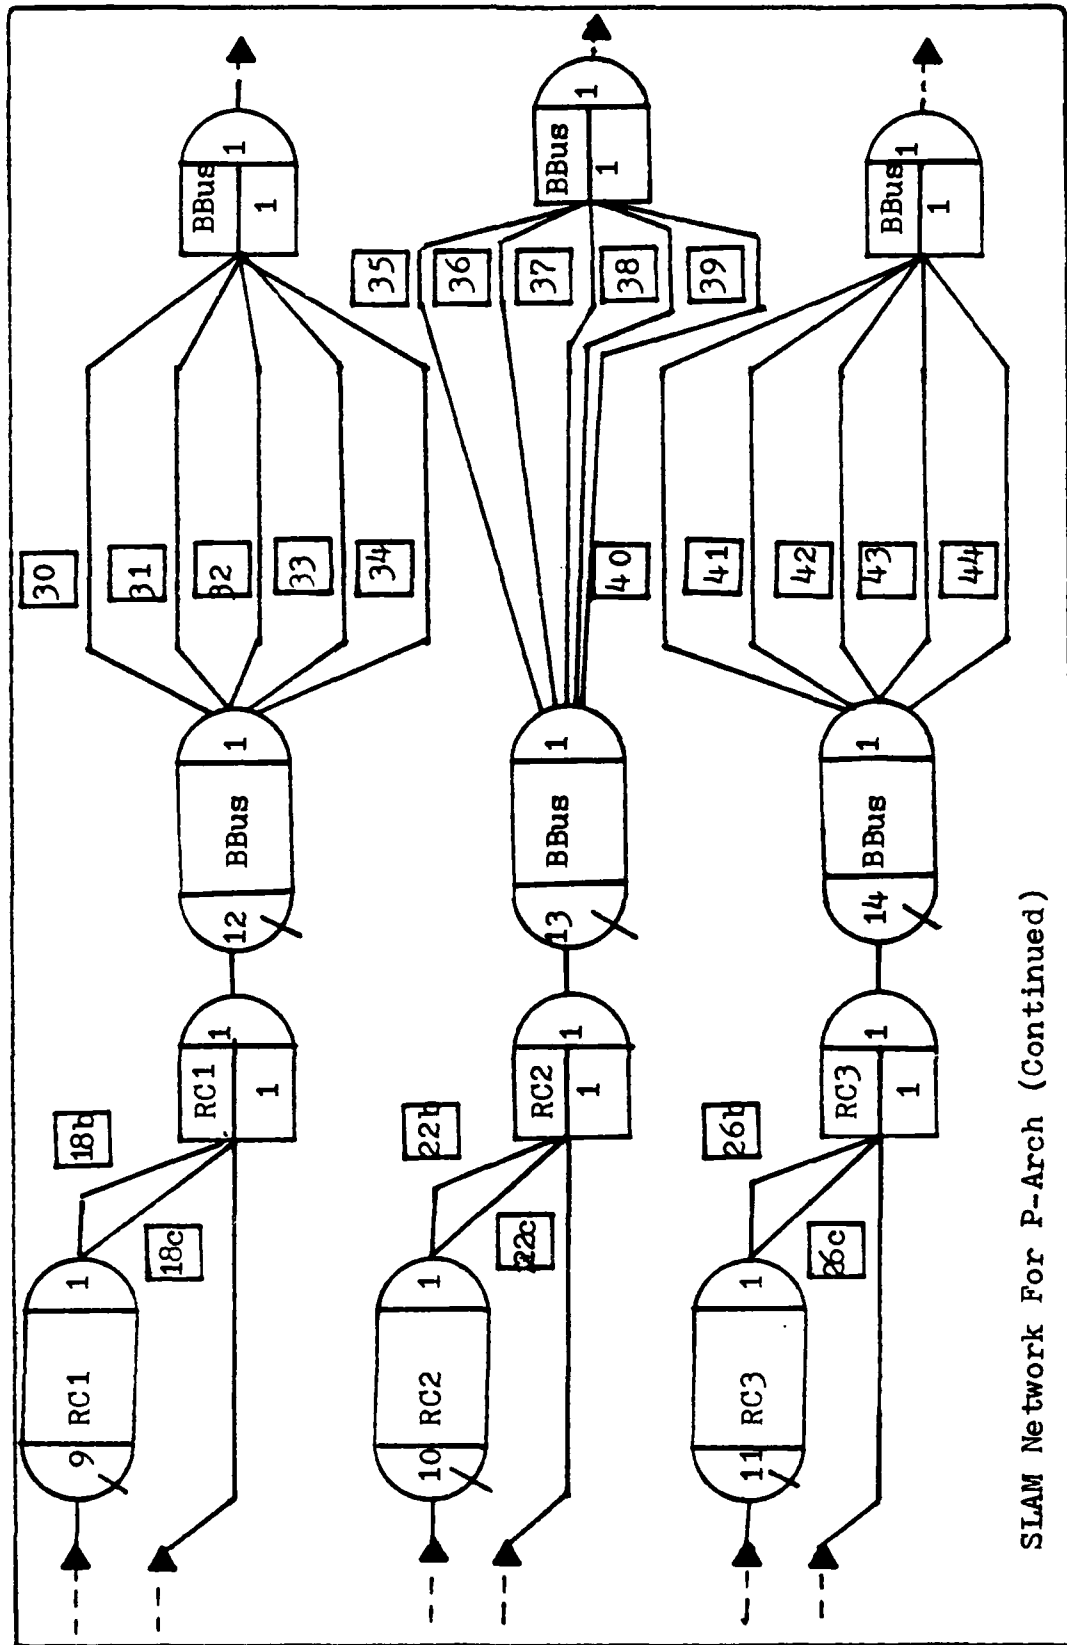 9
RC1
1
18b
18c
RC1
1
1
12
BBus
1
30
31
32
33
34
BBus
1
1
10
RC2
1
22b
22c
RC2
1
1
13
BBus
1
35
36
37
38
39
BBus
1
1
11
RC3
1
26b
26c
RC3
1
1
14
BBus
1
40
41
42
43
44
BBus
1
1
SLAM Network For P-Arch (Continued)